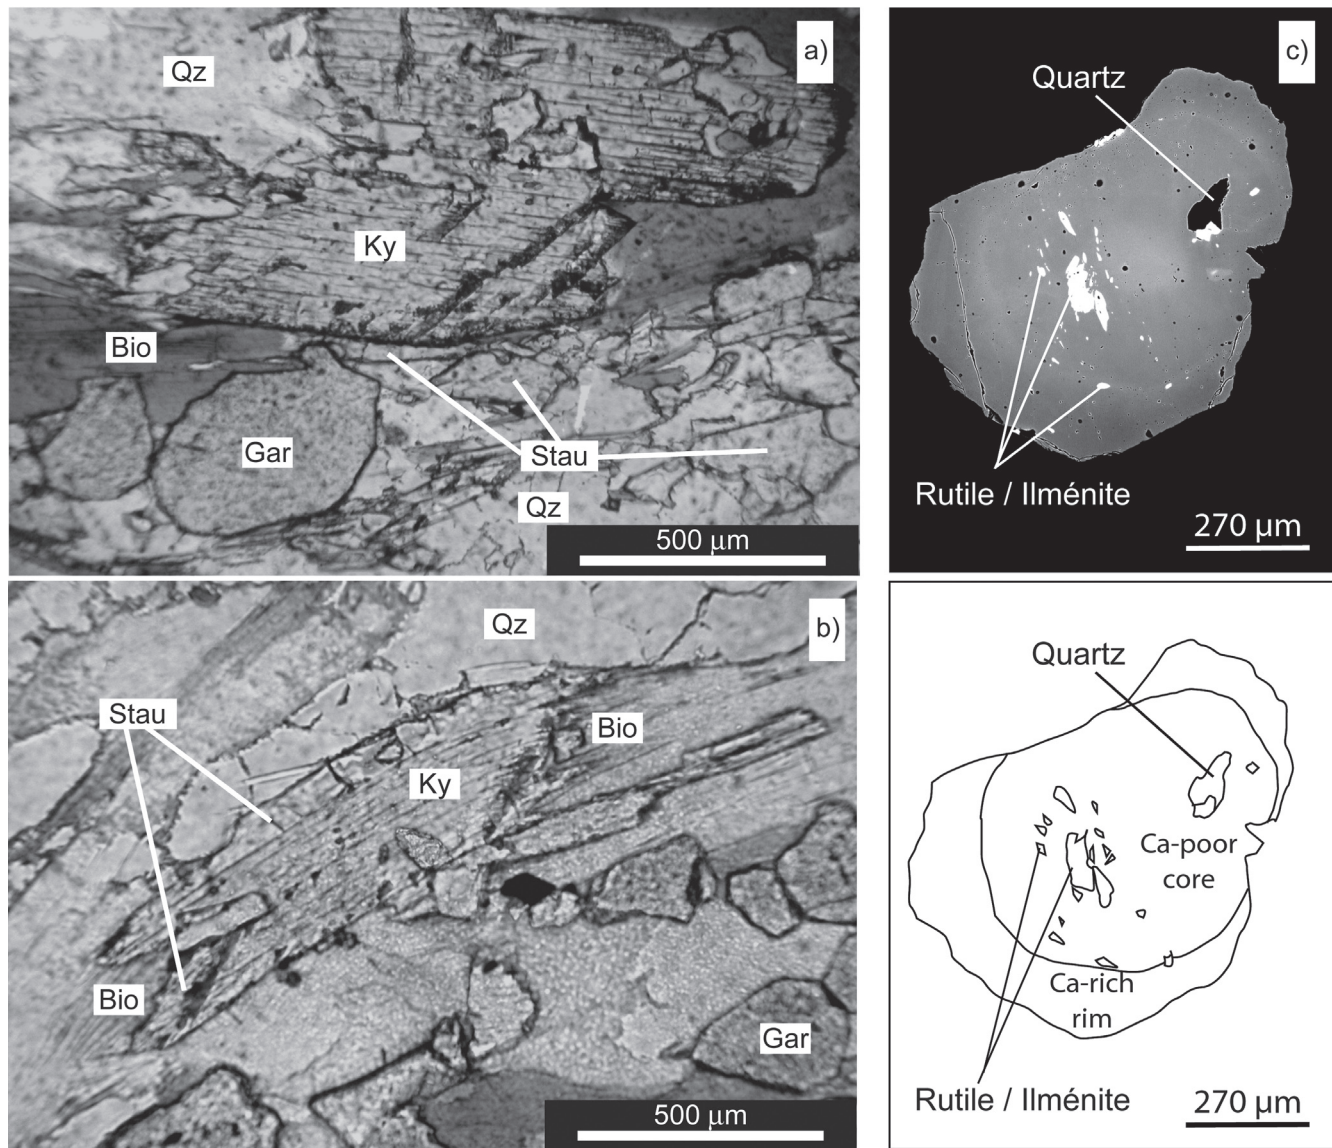 a)
Qz
Ky
Bio
Gar
Stau
Qz
500 μm
b)
Qz
Stau
Bio
Ky
Bio
Gar
500 μm
c)
Quartz
Rutile / Ilménite
270 μm
Quartz
Ca-poor
core
Ca-rich
rim
Rutile / Ilménite
270 μm